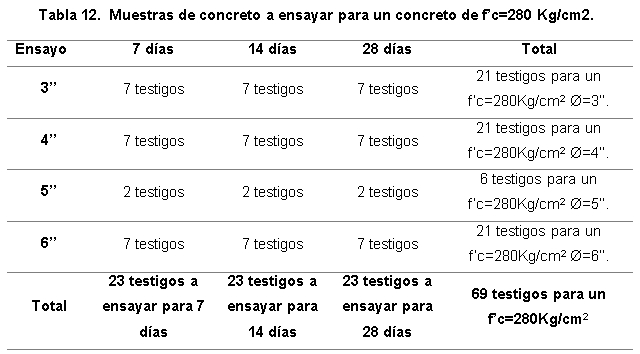 Tabla 12. Muestras de concreto a ensayar para un concreto de f'c=280 Kg/cm2.
Ensayo 7 días 14 días 28 días Total
3’’ 7 testigos 7 testigos 7 testigos 21 testigos para un f'c=280Kg/cm² Ø=3’’.
4’’ 7 testigos 7 testigos 7 testigos 21 testigos para un f'c=280Kg/cm² Ø=4’’.
5’’ 2 testigos 2 testigos 2 testigos 6 testigos para un f'c=280Kg/cm² Ø=5’’.
6’’ 7 testigos 7 testigos 7 testigos 21 testigos para un f'c=280Kg/cm² Ø=6’’.
Total 23 testigos a ensayar para 7 días 23 testigos a ensayar para 14 días 23 testigos a ensayar para 28 días 69 testigos para un f'c=280Kg/cm²